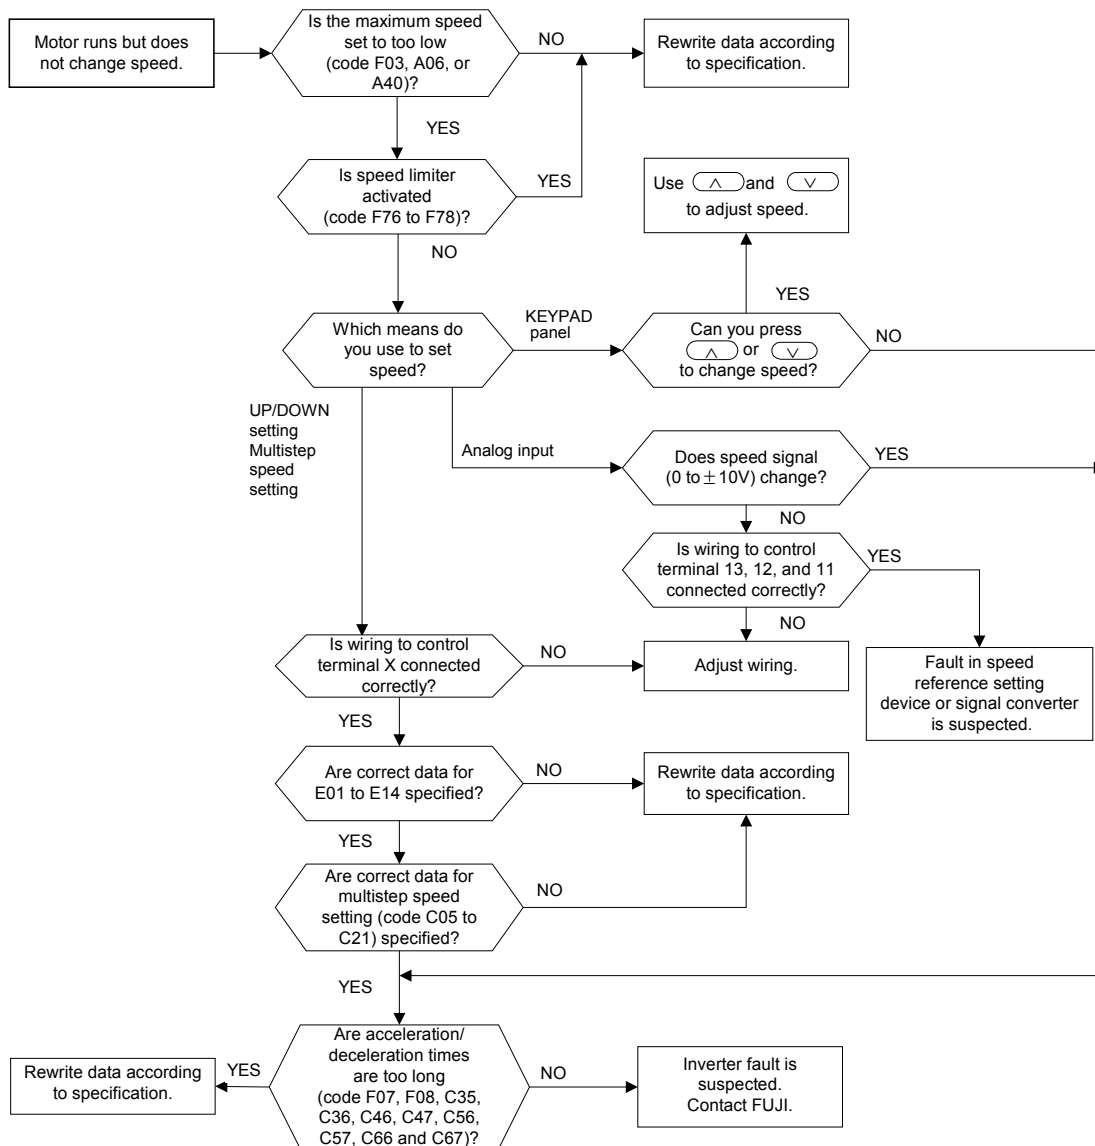 Motor runs but does
not change speed.
Is the maximum speed
set to too low
(code F03, A06, or
A40)?
NO
Rewrite data according
to specification.
YES
Is speed limiter
activated
(code F76 to F78)?
YES
NO
Use ∧ and ∨
to adjust speed.
YES
Which means do
you use to set
speed?
KEYPAD
panel
Can you press
∧ or ∨
to change speed?
NO
UP/DOWN
setting
Multistep
speed
setting
Analog input
Does speed signal
(0 to ± 10V) change?
YES
NO
Is wiring to control
terminal 13, 12, and 11
connected correctly?
YES
NO
Is wiring to control
terminal X connected
correctly?
NO
Adjust wiring.
Fault in speed
reference setting
device or signal converter
is suspected.
YES
Are correct data for
E01 to E14 specified?
NO
Rewrite data according
to specification.
YES
Are correct data for
multistep speed
setting (code C05 to
C21) specified?
NO
YES
Are acceleration/
deceleration times
are too long
(code F07, F08, C35,
C36, C46, C47, C56,
C57, C66 and C67)?
YES
Rewrite data according
to specification.
NO
Inverter fault is
suspected.
Contact FUJI.